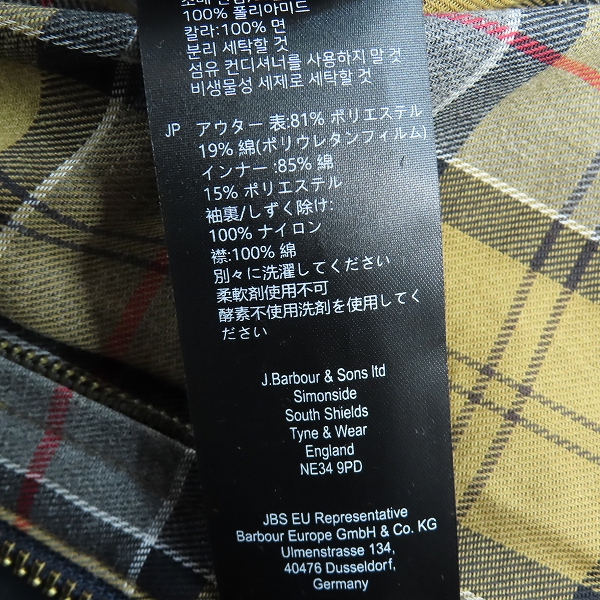 100% 폴리아미드
칼라: 100% 면
분리 세탁할 것
섬유 컨디셔너를 사용하지 말 것
비생물성 세제로 세탁할 것
JP アウター 表:81% ポリエステル
19% 綿(ポリウレタンフィルム)
インナー :85% 綿
15% ポリエステル
袖裏/しずく除け:
100% ナイロン
襟:100% 綿
別々に洗濯してください
柔軟剤使用不可
酵素不使用洗剤を使用してく
ださい
J.Barbour & Sons ltd
Simonside
South Shields
Tyne & Wear
England
NE34 9PD
JBS EU Representative
Barbour Europe GmbH & Co. KG
Ulmenstrasse 134,
40476 Dusseldorf,
Germany